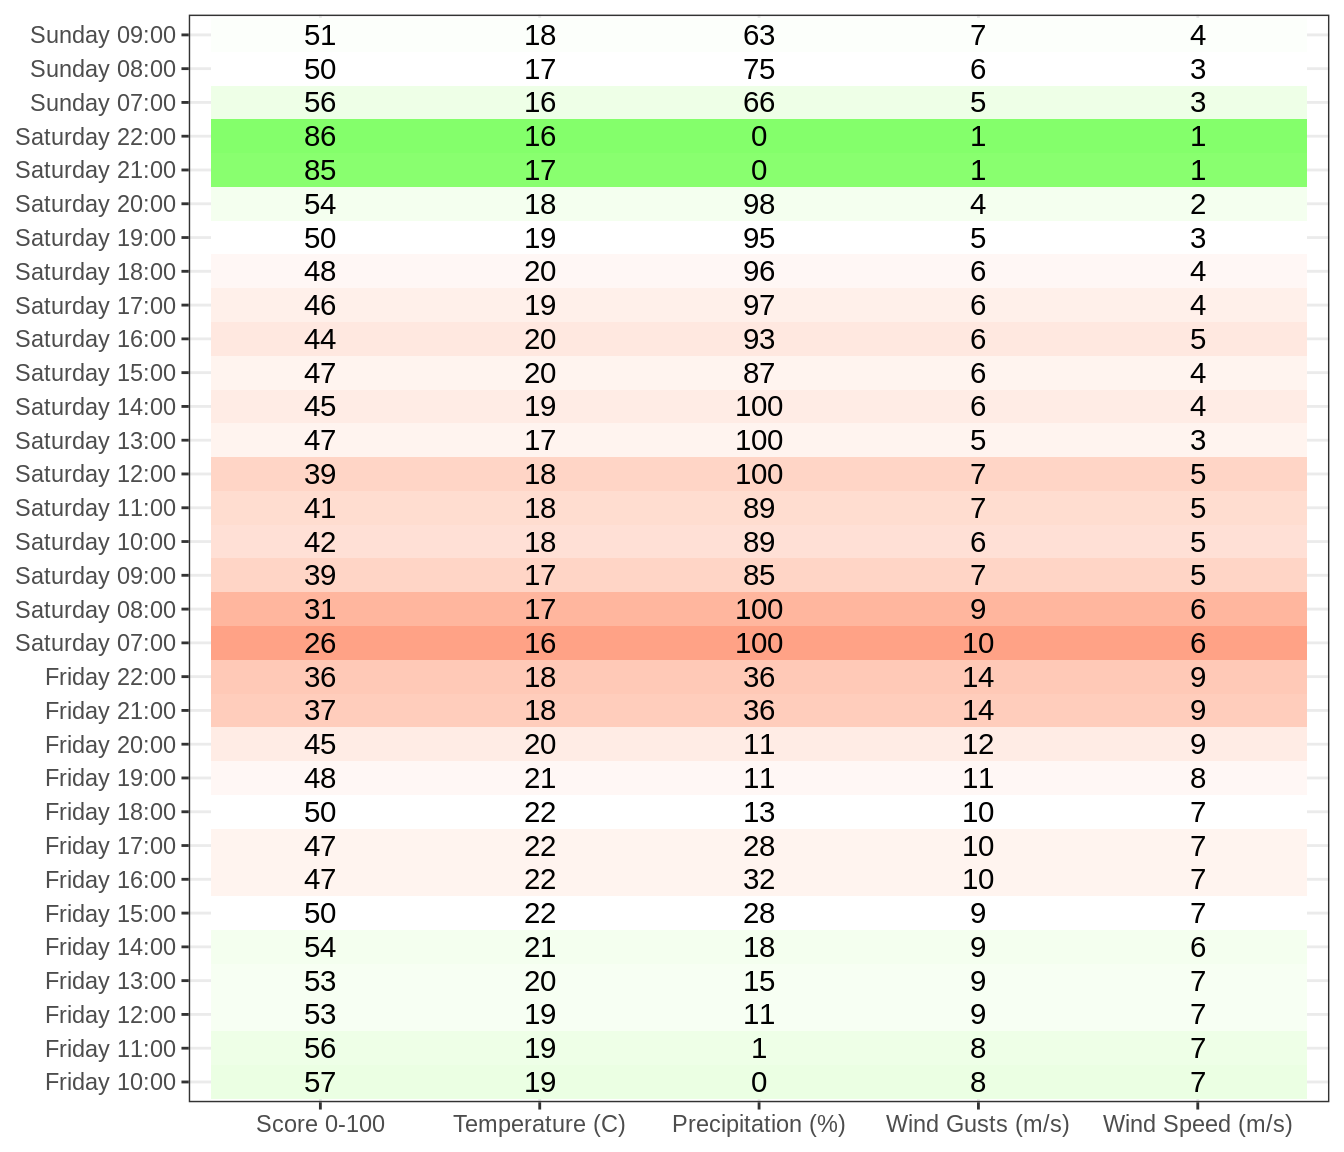 Sunday 09:00 51 18 63 7 4
Sunday 08:00 50 17 75 6 3
Sunday 07:00 56 16 66 5 3
Saturday 22:00 86 16 0 1 1
Saturday 21:00 85 17 0 1 1
Saturday 20:00 54 18 98 4 2
Saturday 19:00 50 19 95 5 3
Saturday 18:00 48 20 96 6 4
Saturday 17:00 46 19 97 6 4
Saturday 16:00 44 20 93 6 5
Saturday 15:00 47 20 87 6 4
Saturday 14:00 45 19 100 6 4
Saturday 13:00 47 17 100 5 3
Saturday 12:00 39 18 100 7 5
Saturday 11:00 41 18 89 7 5
Saturday 10:00 42 18 89 6 5
Saturday 09:00 39 17 85 7 5
Saturday 08:00 31 17 100 9 6
Saturday 07:00 26 16 100 10 6
Friday 22:00 36 18 36 14 9
Friday 21:00 37 18 36 14 9
Friday 20:00 45 20 11 12 9
Friday 19:00 48 21 11 11 8
Friday 18:00 50 22 13 10 7
Friday 17:00 47 22 28 10 7
Friday 16:00 47 22 32 10 7
Friday 15:00 50 22 28 9 7
Friday 14:00 54 21 18 9 6
Friday 13:00 53 20 15 9 7
Friday 12:00 53 19 11 9 7
Friday 11:00 56 19 1 8 7
Friday 10:00 57 19 0 8 7
Score 0-100 Temperature (C) Precipitation (%) Wind Gusts (m/s) Wind Speed (m/s)